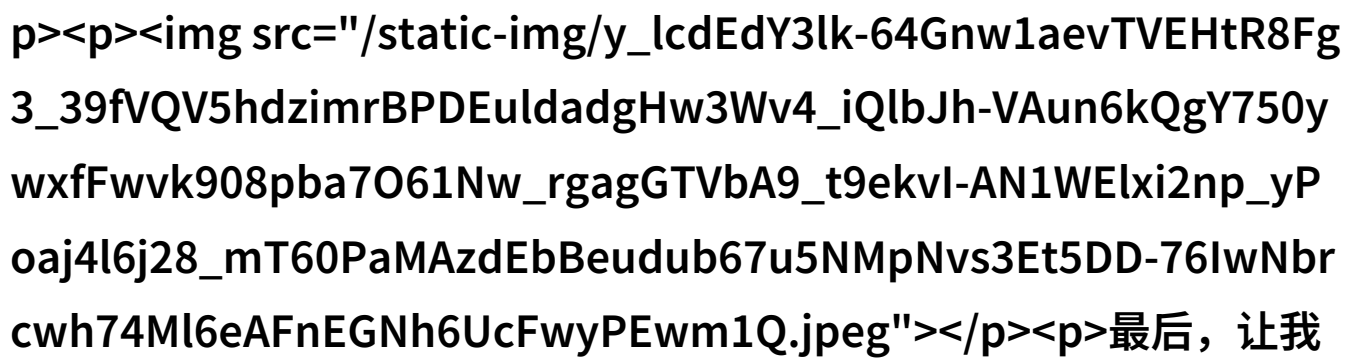 p><p><img src="/static-img/y_lcdEdY3lk-64Gnw1aevTVEHtR8Fg
3_39fVQV5hdzimrBPDEuldadgHw3Wv4_iQlbJh-VAun6kQgY750y
wxfFwvk908pba7O61Nw_rgagGTVbA9_t9ekvI-AN1WElxi2np_yP
oaj4l6j28_mT60PaMAzdEbBeudub67u5NMpNvs3Et5DD-76IwNbr
cwh74Ml6eAFnEGNh6UcFwyPEwm1Q.jpeg"></p><p>最后，让我